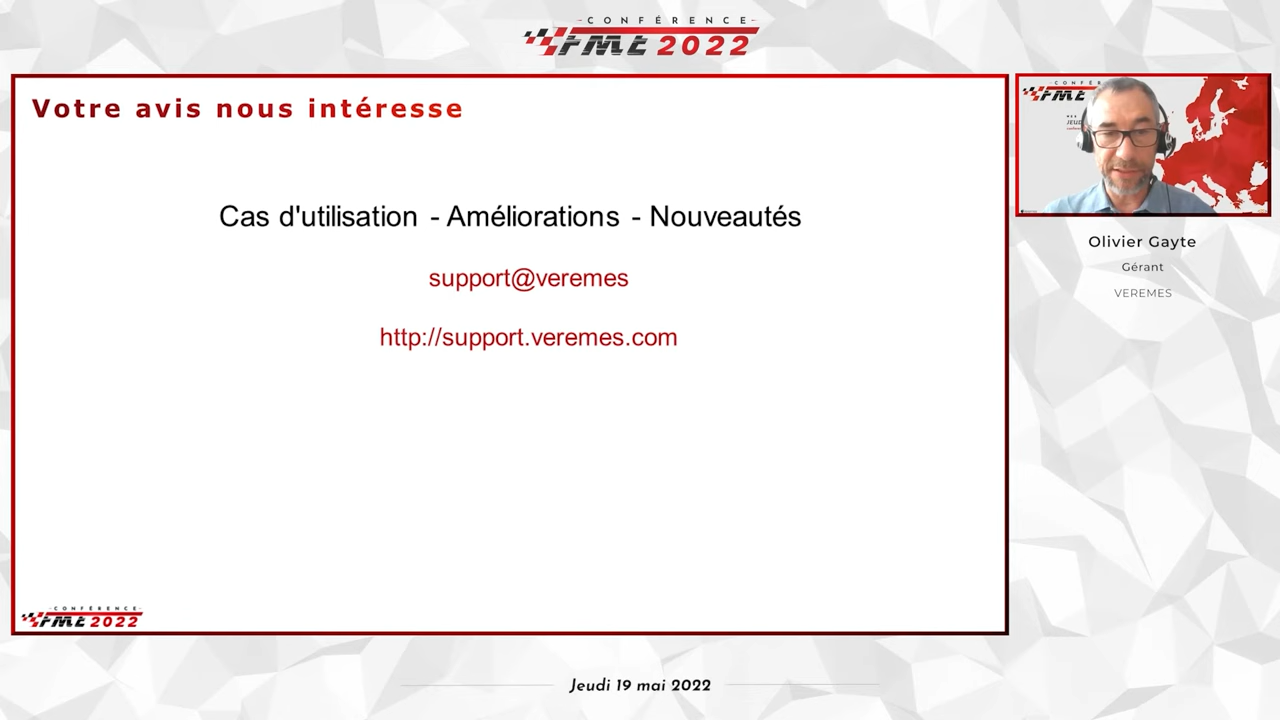 CONFÉRENCE
FME 2022
Votre avis nous intéresse
Cas d'utilisation - Améliorations - Nouveautés
support@veremes
http://support.veremes.com
CONFÉRENCE
FME 2022
FME
Olivier Gayte
Gérant
VEREMES
Jeudi 19 mai 2022